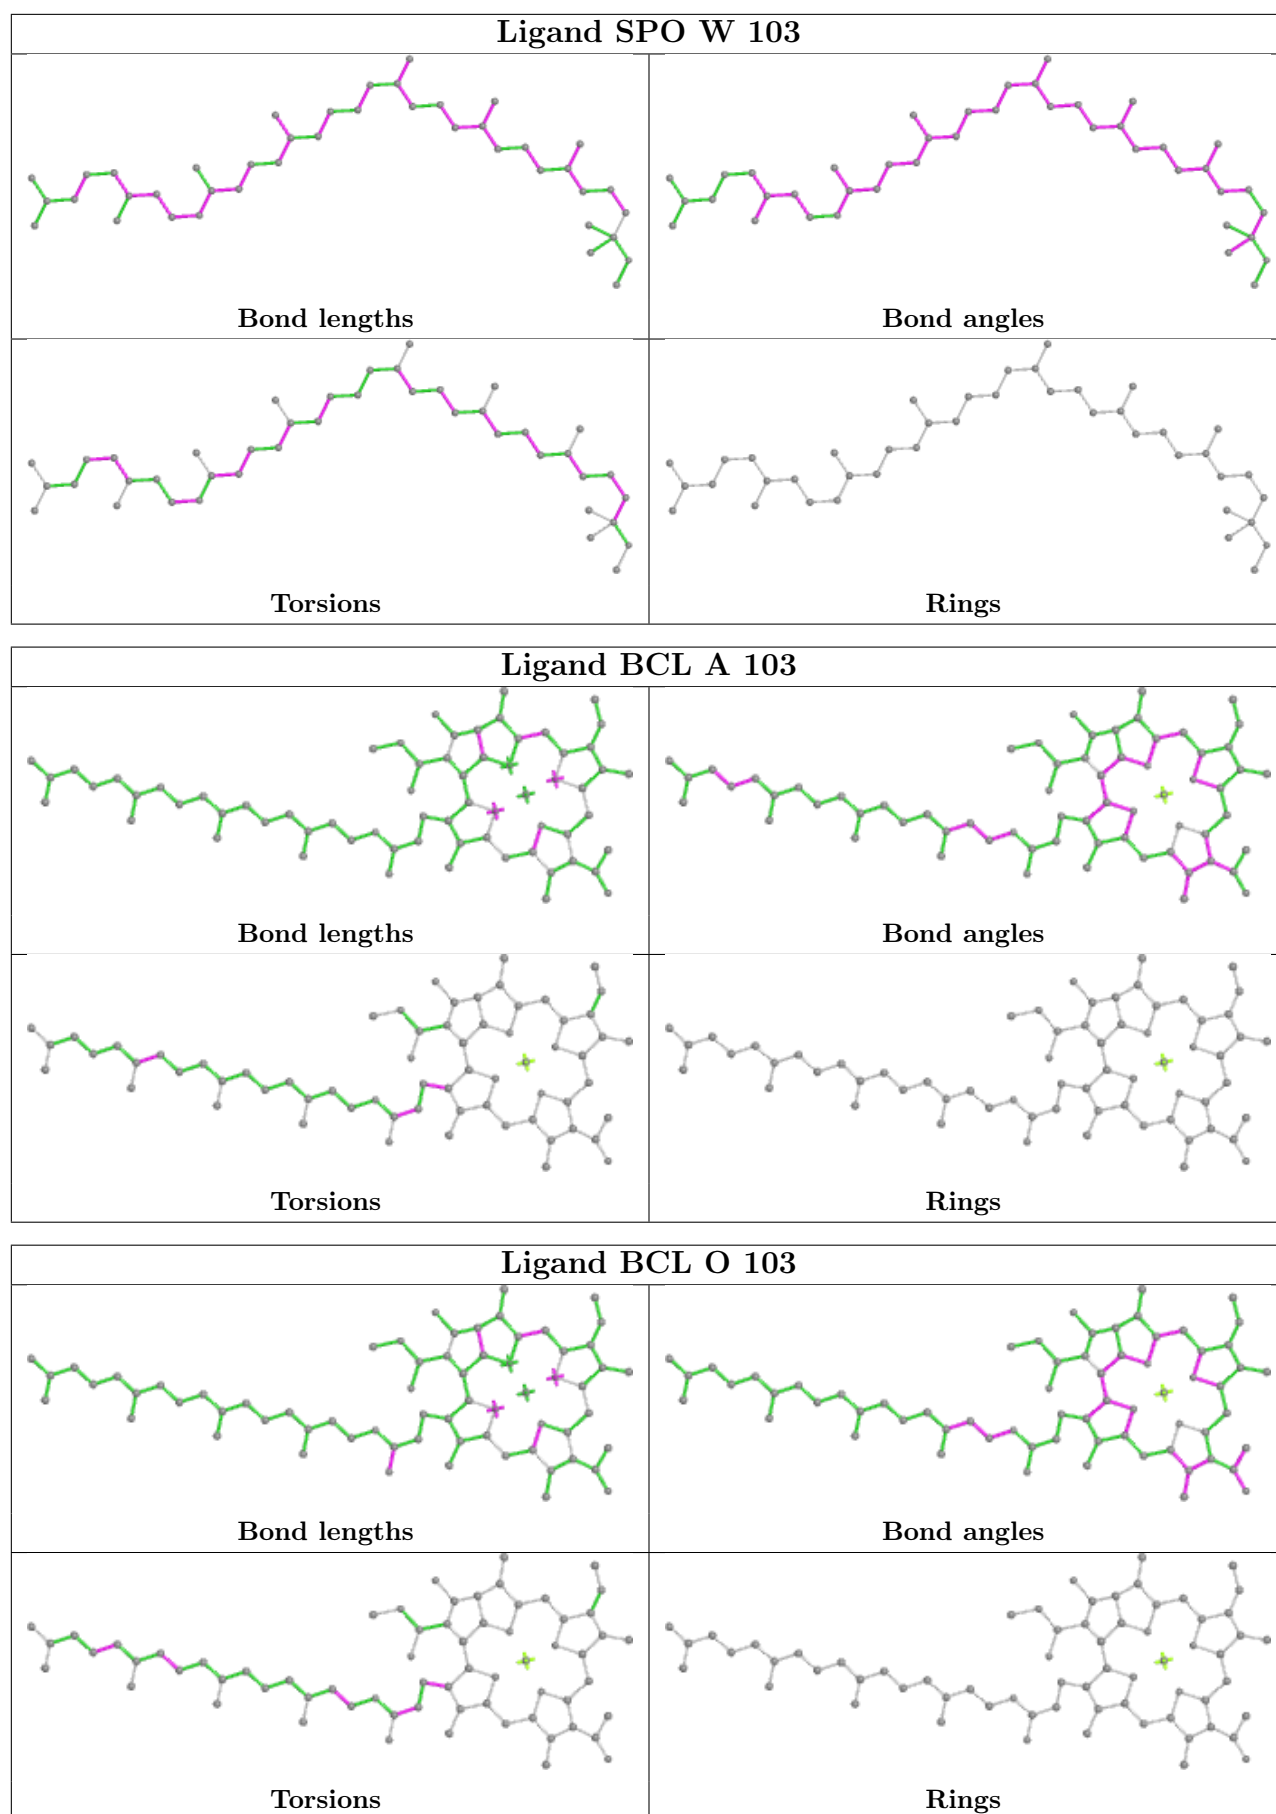 Ligand SPO W 103
Bond lengths
Bond angles
Torsions
Rings
Ligand BCL A 103
Bond lengths
Bond angles
Torsions
Rings
Ligand BCL O 103
Bond lengths
Bond angles
Torsions
Rings